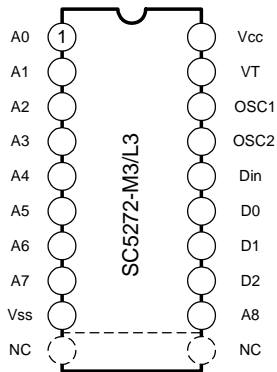 A0 1 Vcc
A1 VT
A2 OSC1
A3 OSC2
A4 Din
A5 D0
A6 D1
A7 D2
Vss A8
NC NC
SC5272-M3/L3